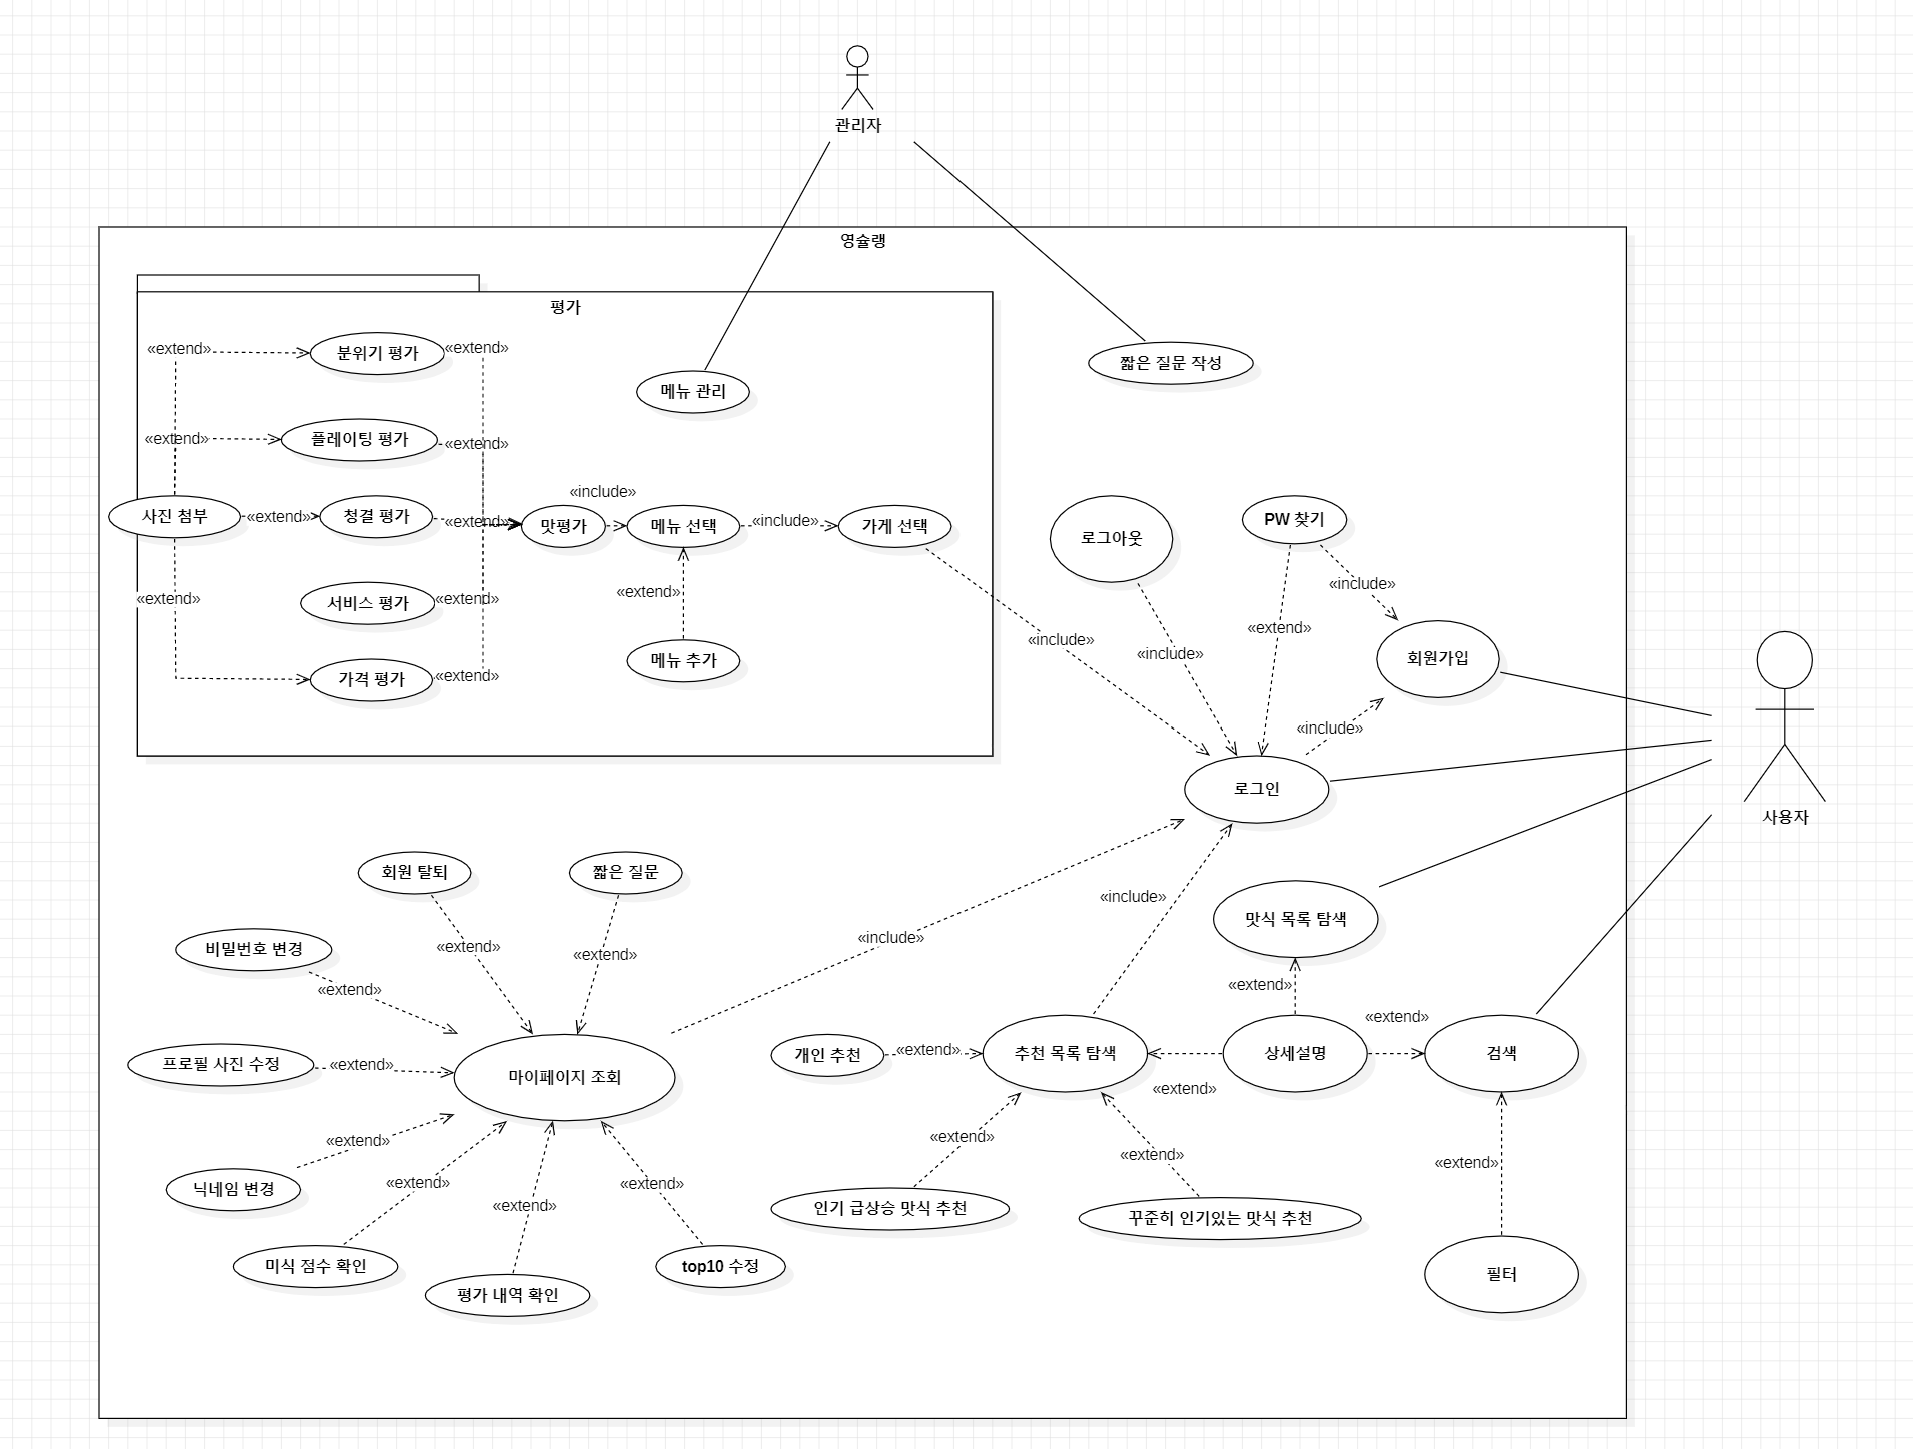 관리자
영슐랭
평가
«extend»
분위기 평가
«extend»
메뉴 관리
짧은 질문 작성
«extend»
플레이팅 평가
«extend»
사진 첨부
«extend»
청결 평가
«extend»
맛평가
«include»
메뉴 선택
«include»
가게 선택
«extend»
서비스 평가
«extend»
«extend»
메뉴 추가
가격 평가
«extend»
로그아웃
PW 찾기
«include»
«extend»
«include»
«include»
회원가입
«include»
로그인
사용자
회원 탈퇴
짧은 질문
비밀번호 변경
«extend»
«extend»
«extend»
«include»
«include»
맛식 목록 탐색
«extend»
프로필 사진 수정
«extend»
마이페이지 조회
개인 추천
«extend»
추천 목록 탐색
상세설명
«extend»
검색
«extend»
«extend»
«extend»
«extend»
«extend»
닉네임 변경
«extend»
«extend»
«extend»
인기 급상승 맛식 추천
꾸준히 인기있는 맛식 추천
미식 점수 확인
평가 내역 확인
top10 수정
필터